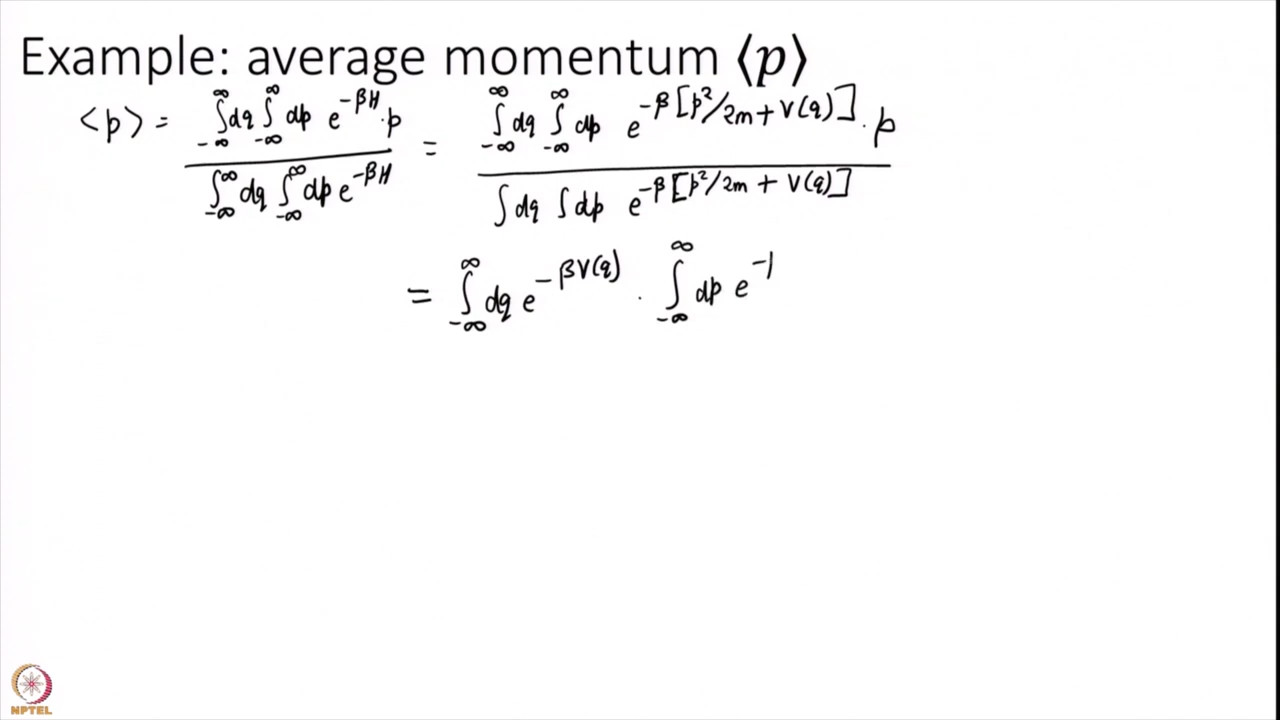 Example: average momentum ⟨p⟩
<p> = ∫_{-∞}^{∞} dq ∫_{-∞}^{∞} dp e^{-βH}·p / ∫_{-∞}^{∞} dq ∫_{-∞}^{∞} dp e^{-βH} = ∫_{-∞}^{∞} dq ∫_{-∞}^{∞} dp e^{-β[p²/2m + V(q)]}·p / ∫dq ∫dp e^{-β[p²/2m + V(q)]}
= ∫_{-∞}^{∞} dq e^{-βV(q)} · ∫_{-∞}^{∞} dp e^{-1
NPTEL